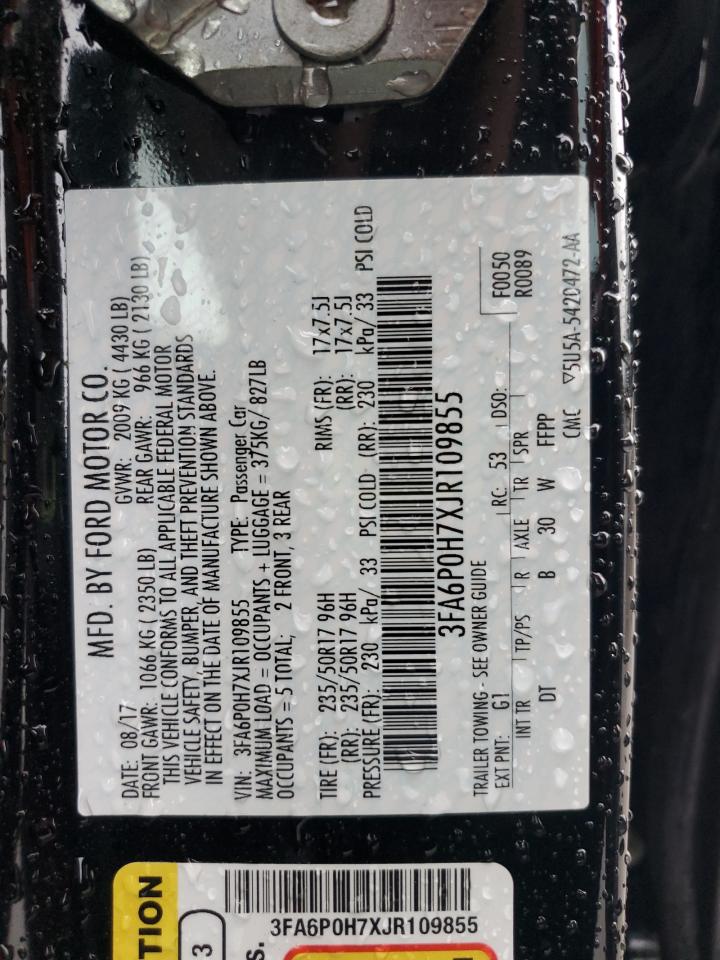 MFD. BY FORD MOTOR CO.
DATE: 08/17 GVWR: 2009 KG ( 4430 LB)
FRONT GAWR: 1066 KG ( 2350 LB) REAR GAWR: 966 KG ( 2130 LB)
THIS VEHICLE CONFORMS TO ALL APPLICABLE FEDERAL MOTOR
VEHICLE SAFETY, BUMPER, AND THEFT PREVENTION STANDARDS
IN EFFECT ON THE DATE OF MANUFACTURE SHOWN ABOVE.
VIN: 3FA6P0H7XJR109855 TYPE: Passenger Car
MAXIMUM LOAD = OCCUPANTS + LUGGAGE = 375KG/ 827LB
OCCUPANTS = 5 TOTAL; 2 FRONT, 3 REAR
TIRE (FR): 235/50R17 96H RIMS (FR): 17x7.5J
(RR): 235/50R17 96H (RR): 17x7.5J
PRESSURE (FR): 230 kPa/ 33 PSI COLD (RR): 230 kPa/ 33 PSI COLD
3FA6P0H7XJR109855
F0050
R0089
TRAILER TOWING - SEE OWNER GUIDE
EXT PNT: G1 RC: 53 DSO:
INT TR TP/PS R AXLE TR SPR
DT B 30 W FFPP
CMC ▽5U5A-5420472-AA
TION
3
S.
3FA6P0H7XJR109855